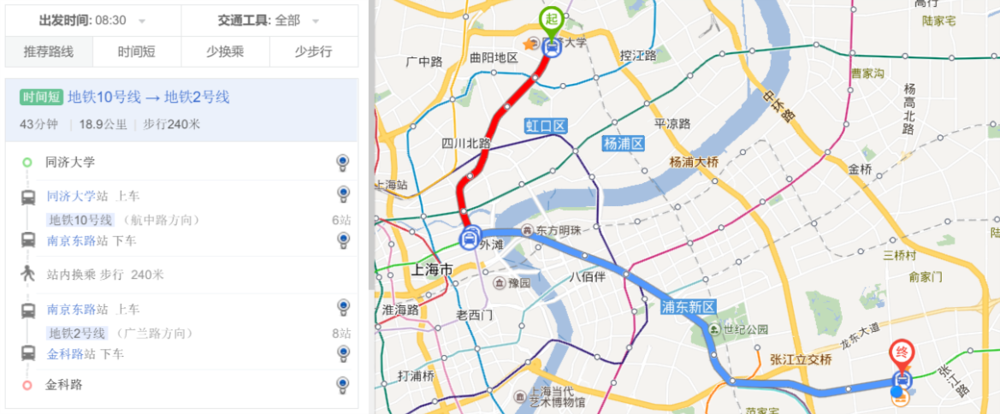 出发时间: 08:30
交通工具: 全部
推荐路线
时间短
少换乘
少步行
时间短 地铁10号线 → 地铁2号线
43分钟 | 18.9公里 | 步行240米
同济大学
同济大学站 上车
地铁10号线 （航中路方向） 6站
南京东路站 下车
站内换乘 步行 240米
南京东路站 上车
地铁2号线 （广兰路方向） 8站
金科路站 下车
金科路
高行
陆家宅
起
大学
广中路
曲阳地区
控江路
曹家沟
杨高北路
中环路
虹口区
平凉路
四川北路
杨浦区
杨浦大桥
金桥
上海站
东方明珠
外滩
陆
三桥村
上海市
豫园
八佰伴
俞家门
淮海路
老西门
浦东新区
世纪公园
龙东大道
终
张江立交桥
张江路
打浦桥
上海当代
艺术博物馆
范家宅